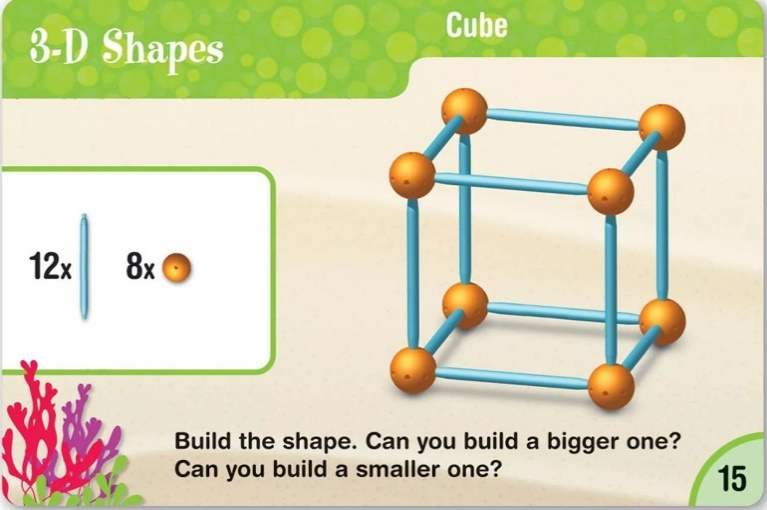 3-D Shapes
Cube
12x
8x
Build the shape. Can you build a bigger one?
Can you build a smaller one?
15